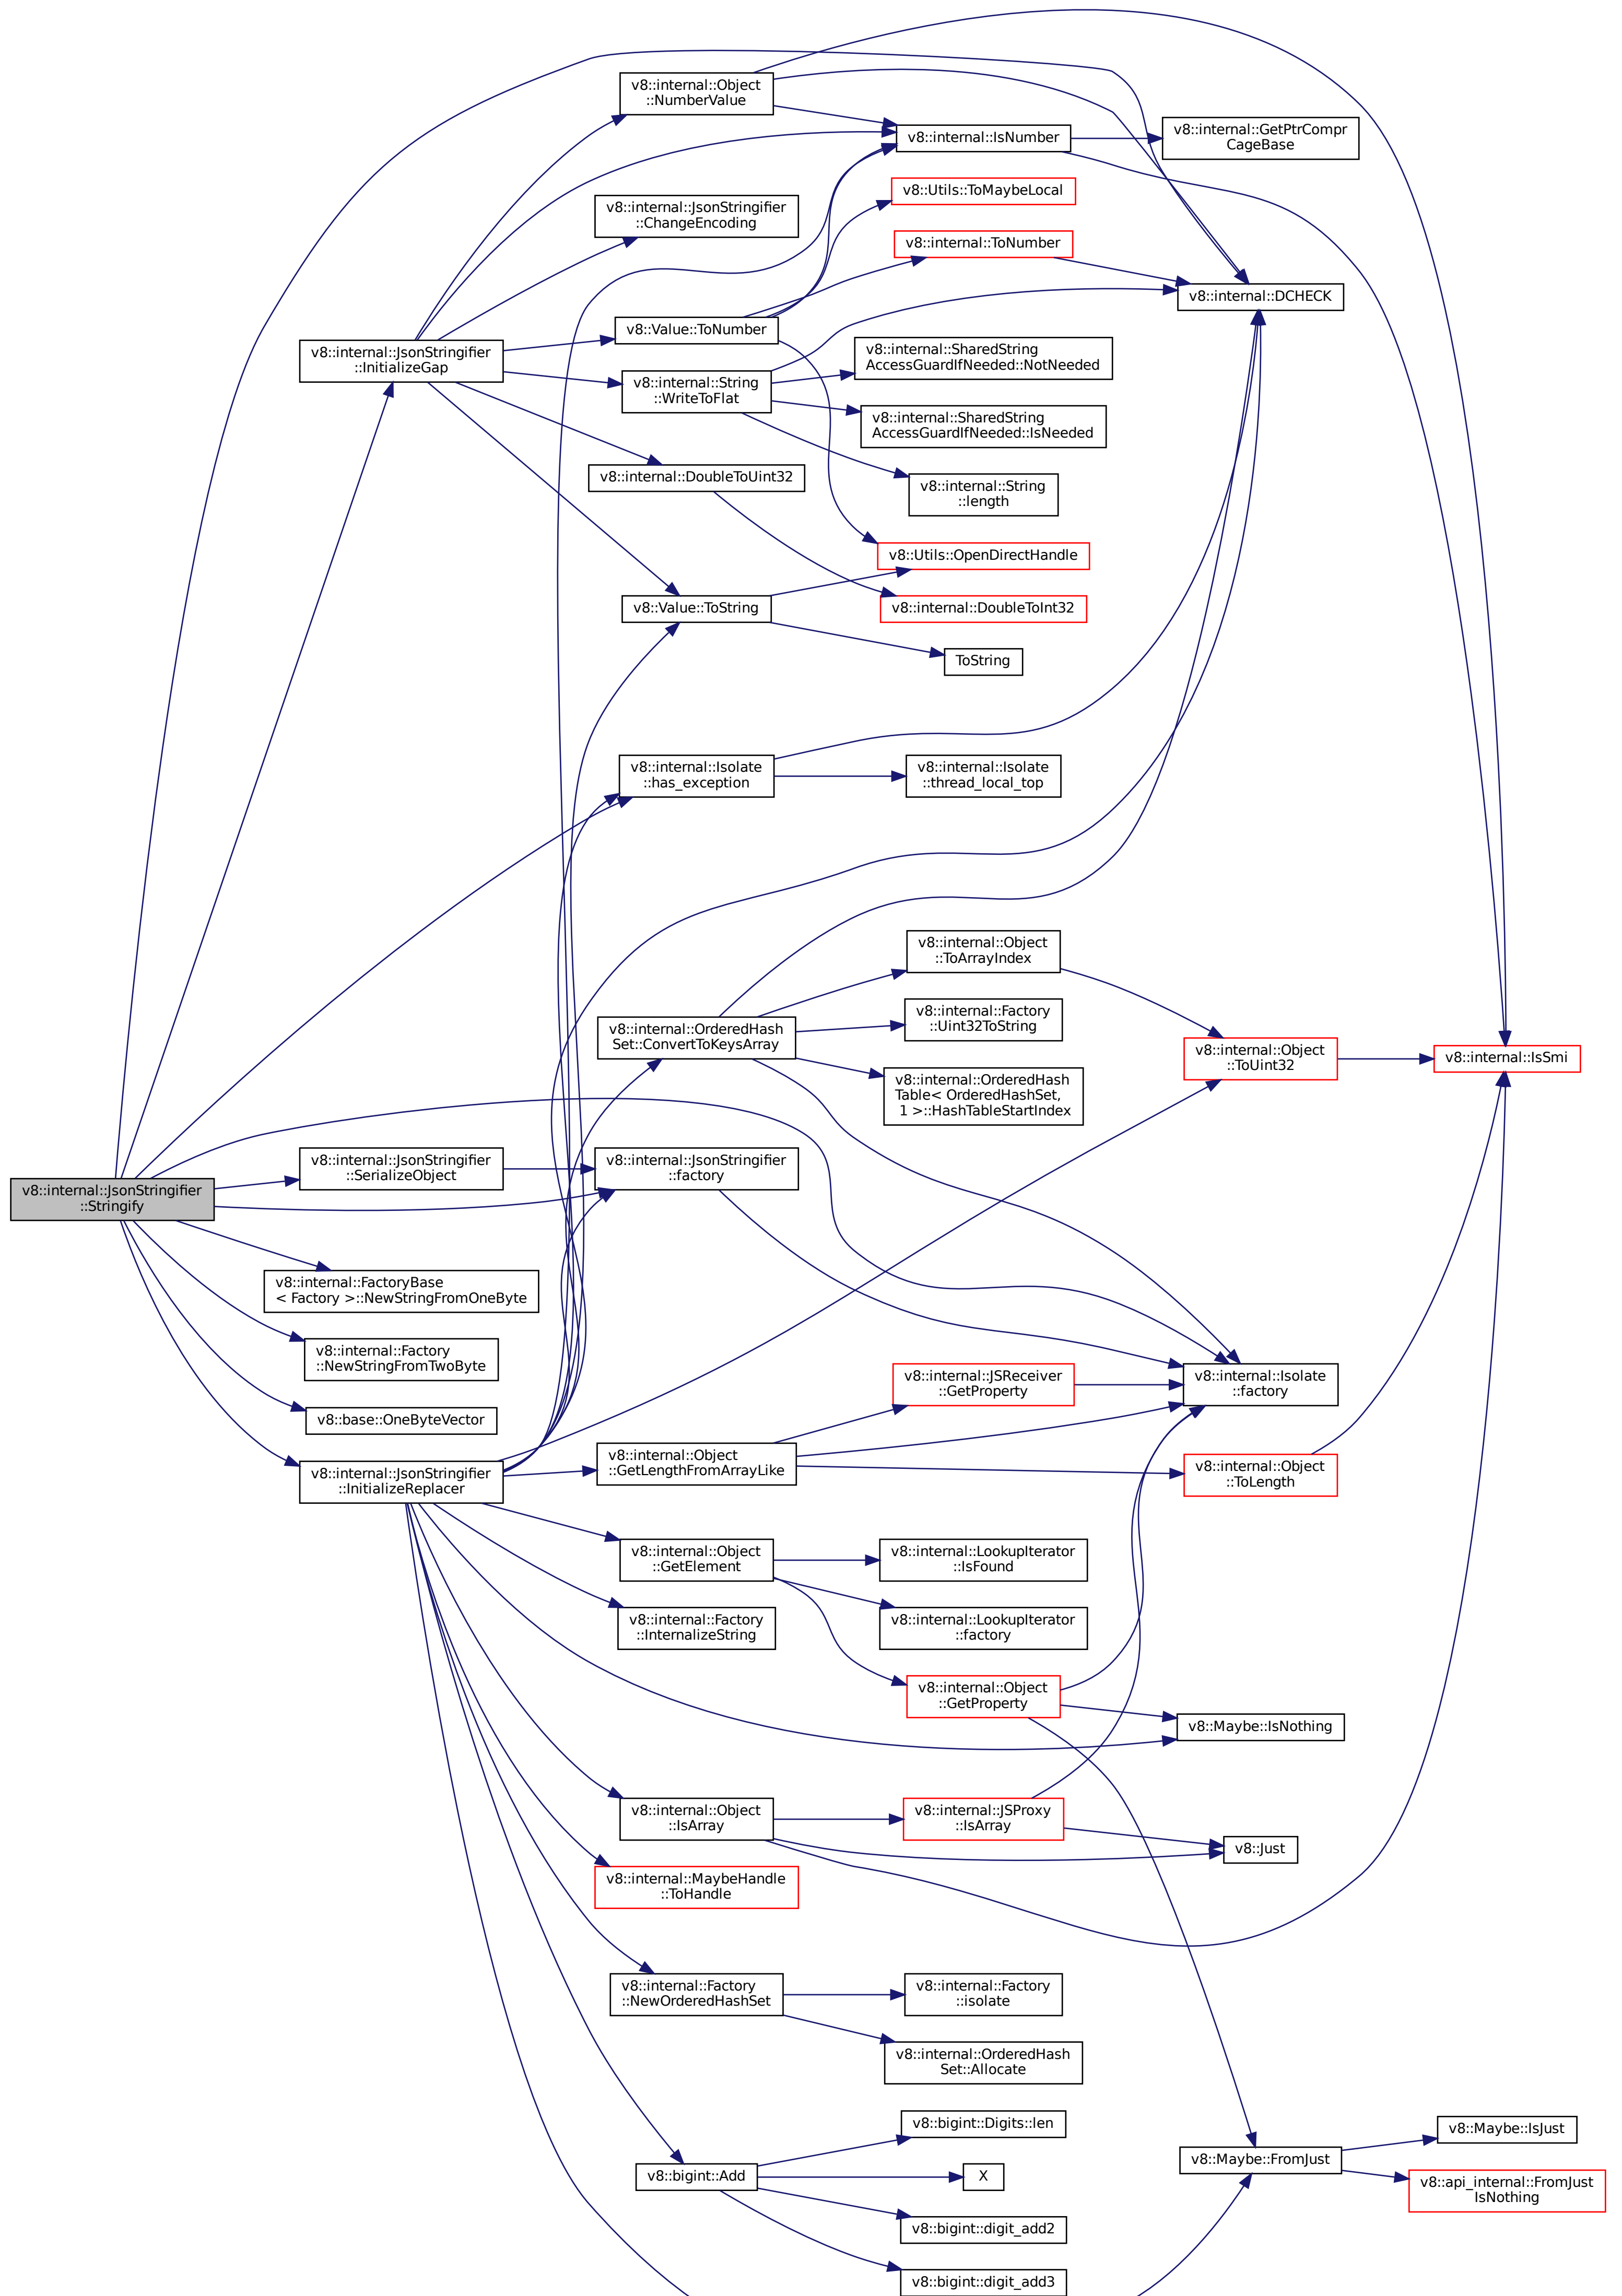 v8::internal::Object
::NumberValue
v8::internal::IsNumber
v8::internal::GetPtrCompr
CageBase
v8::Utils::ToMaybeLocal
v8::internal::JsonStringifier
::ChangeEncoding
v8::internal::ToNumber
v8::internal::DCHECK
v8::Value::ToNumber
v8::internal::JsonStringifier
::InitializeGap
v8::internal::SharedString
AccessGuardIfNeeded::NotNeeded
v8::internal::String
::WriteToFlat
v8::internal::SharedString
AccessGuardIfNeeded::IsNeeded
v8::internal::DoubleToUint32
v8::internal::String
::length
v8::Utils::OpenDirectHandle
v8::Value::ToString
v8::internal::DoubleToInt32
ToString
v8::internal::Isolate
::has_exception
v8::internal::Isolate
::thread_local_top
v8::internal::Object
::ToArrayIndex
v8::internal::Factory
::Uint32ToString
v8::internal::OrderedHash
Set::ConvertToKeysArray
v8::internal::Object
::ToUint32
v8::internal::IsSmi
v8::internal::OrderedHash
Table< OrderedHashSet,
1 >::HashTableStartIndex
v8::internal::JsonStringifier
::SerializeObject
v8::internal::JsonStringifier
::factory
v8::internal::JsonStringifier
::Stringify
v8::internal::FactoryBase
< Factory >::NewStringFromOneByte
v8::internal::Factory
::NewStringFromTwoByte
v8::internal::JSReceiver
::GetProperty
v8::internal::Isolate
::factory
v8::base::OneByteVector
v8::internal::JsonStringifier
::InitializeReplacer
v8::internal::Object
::GetLengthFromArrayLike
v8::internal::Object
::ToLength
v8::internal::Object
::GetElement
v8::internal::LookupIterator
::IsFound
v8::internal::Factory
::InternalizeString
v8::internal::LookupIterator
::factory
v8::internal::Object
::GetProperty
v8::Maybe::IsNothing
v8::internal::Object
::IsArray
v8::internal::JSProxy
::IsArray
v8::Just
v8::internal::MaybeHandle
::ToHandle
v8::internal::Factory
::NewOrderedHashSet
v8::internal::Factory
::isolate
v8::internal::OrderedHash
Set::Allocate
v8::bigint::Digits::len
v8::Maybe::IsJust
v8::Maybe::FromJust
v8::bigint::Add
X
v8::api_internal::FromJust
IsNothing
v8::bigint::digit_add2
v8::bigint::digit_add3